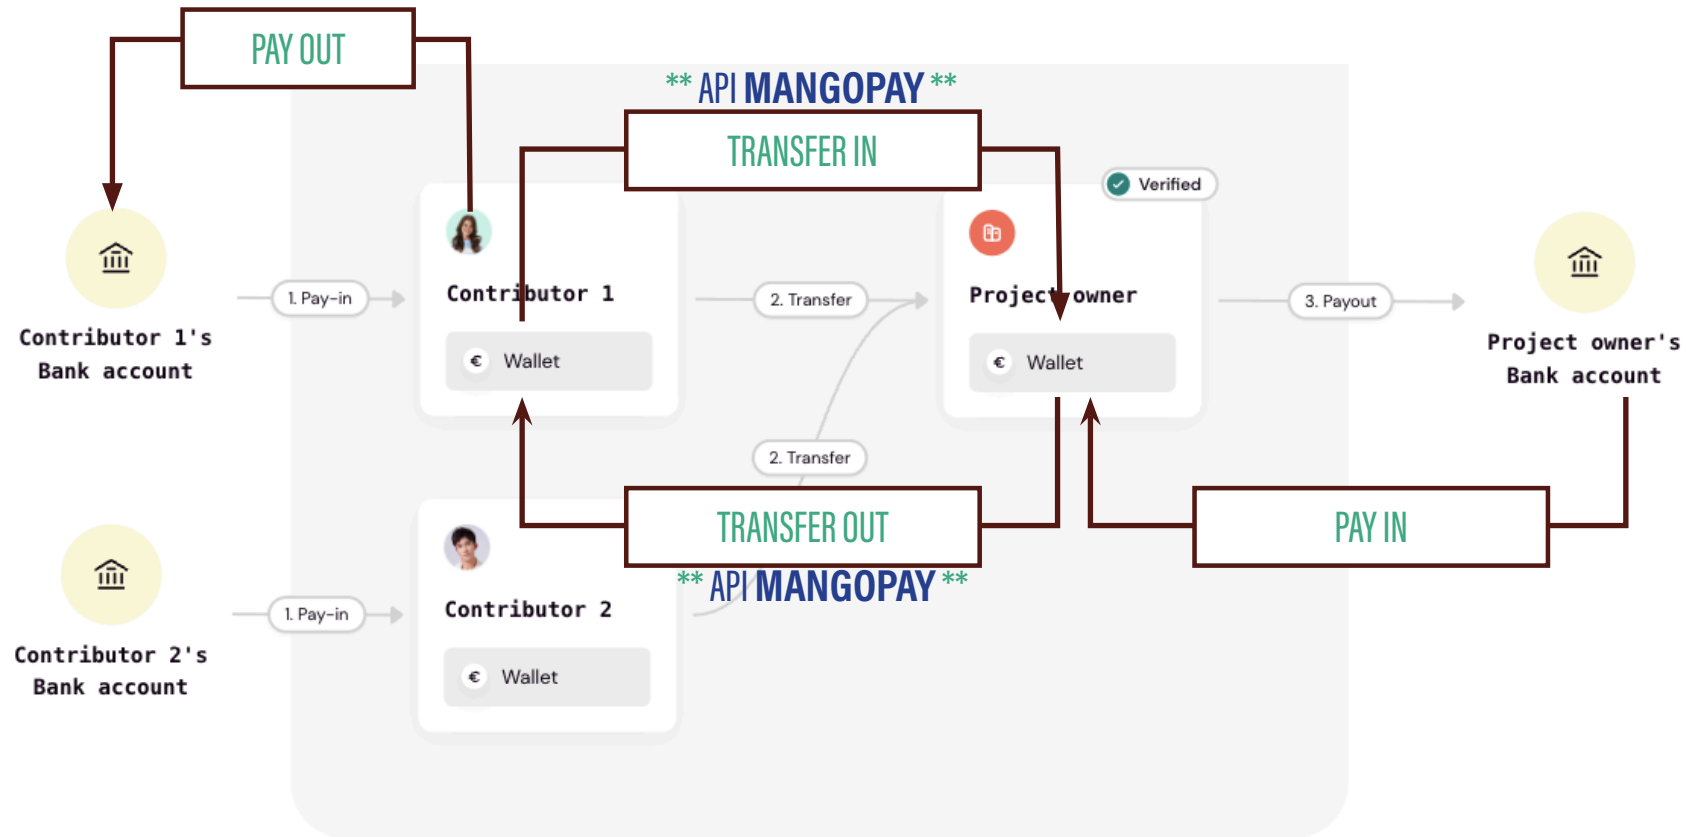 PAY OUT
** API MANGOPAY **
TRANSFER IN
Verified
1. Pay-in
Contributor 1
2. Transfer
Project owner
3. Payout
Contributor 1's
Bank account
€ Wallet
€ Wallet
Project owner's
Bank account
2. Transfer
TRANSFER OUT
PAY IN
** API MANGOPAY **
1. Pay-in
Contributor 2
Contributor 2's
Bank account
€ Wallet